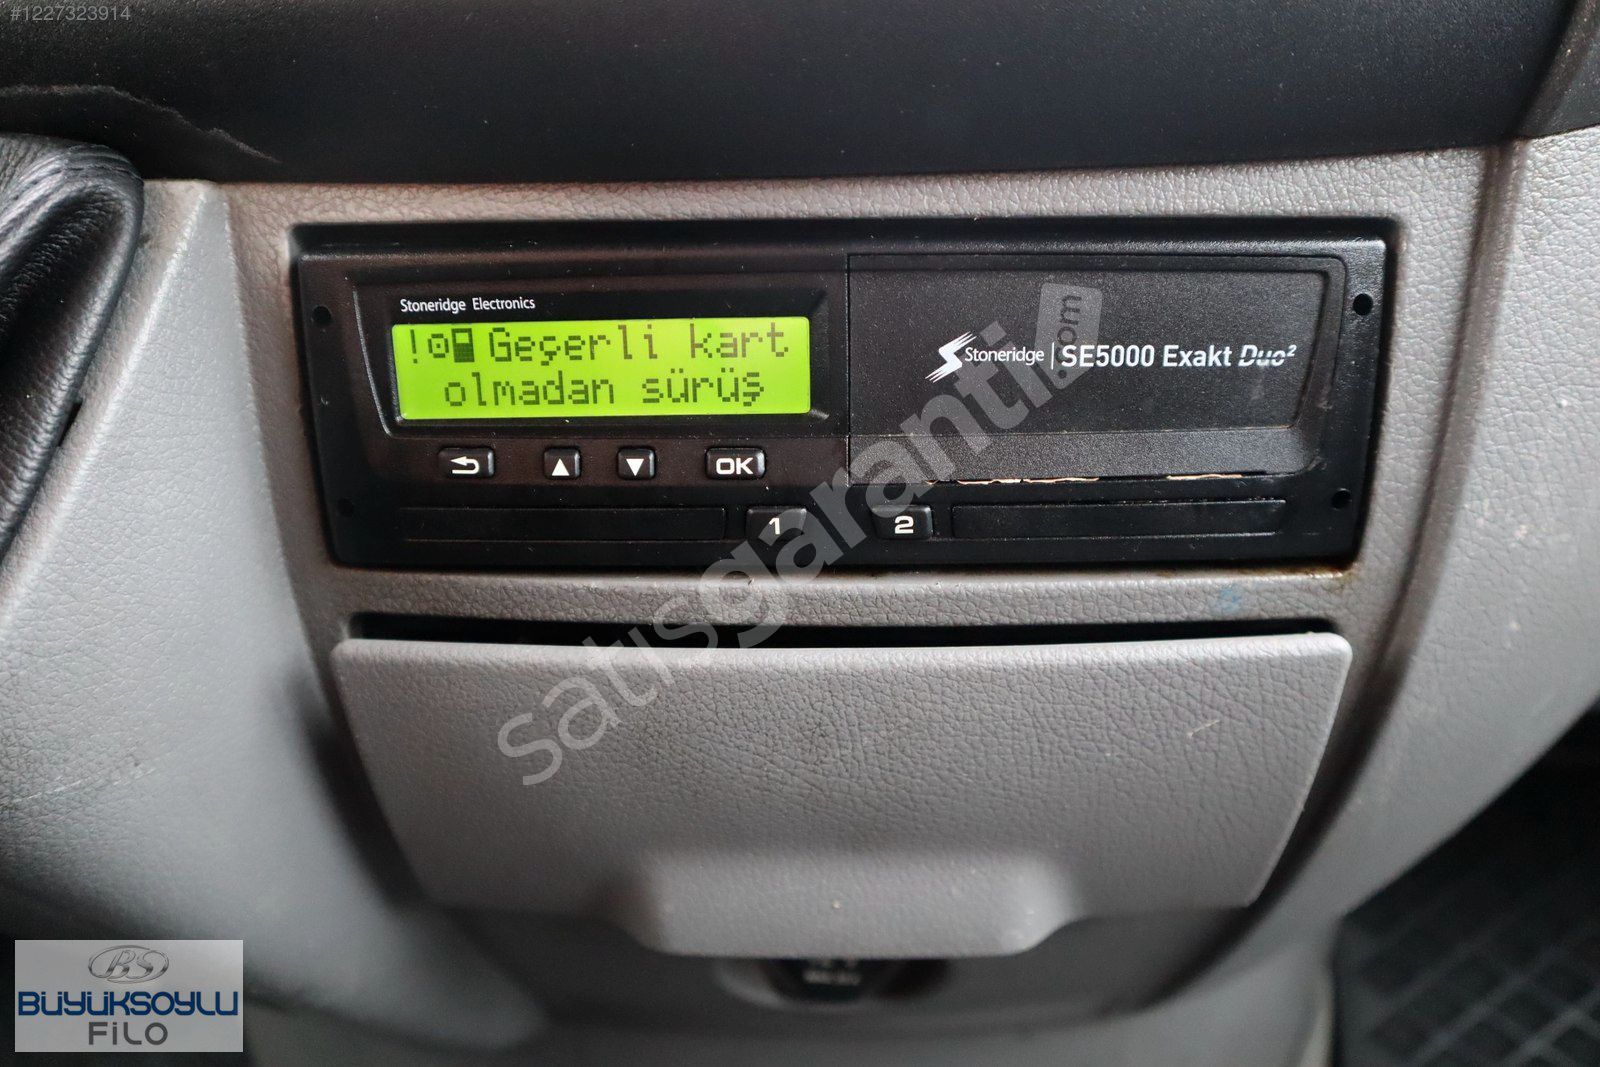 #1227323914
Stoneridge Electronics
! Geçerli kart
olmadan sürüş
Stoneridge | SE5000 Exakt Duo²
OK
1
2
satısgaranti.com
BS
BÜYÜKSOYLU
FİLO